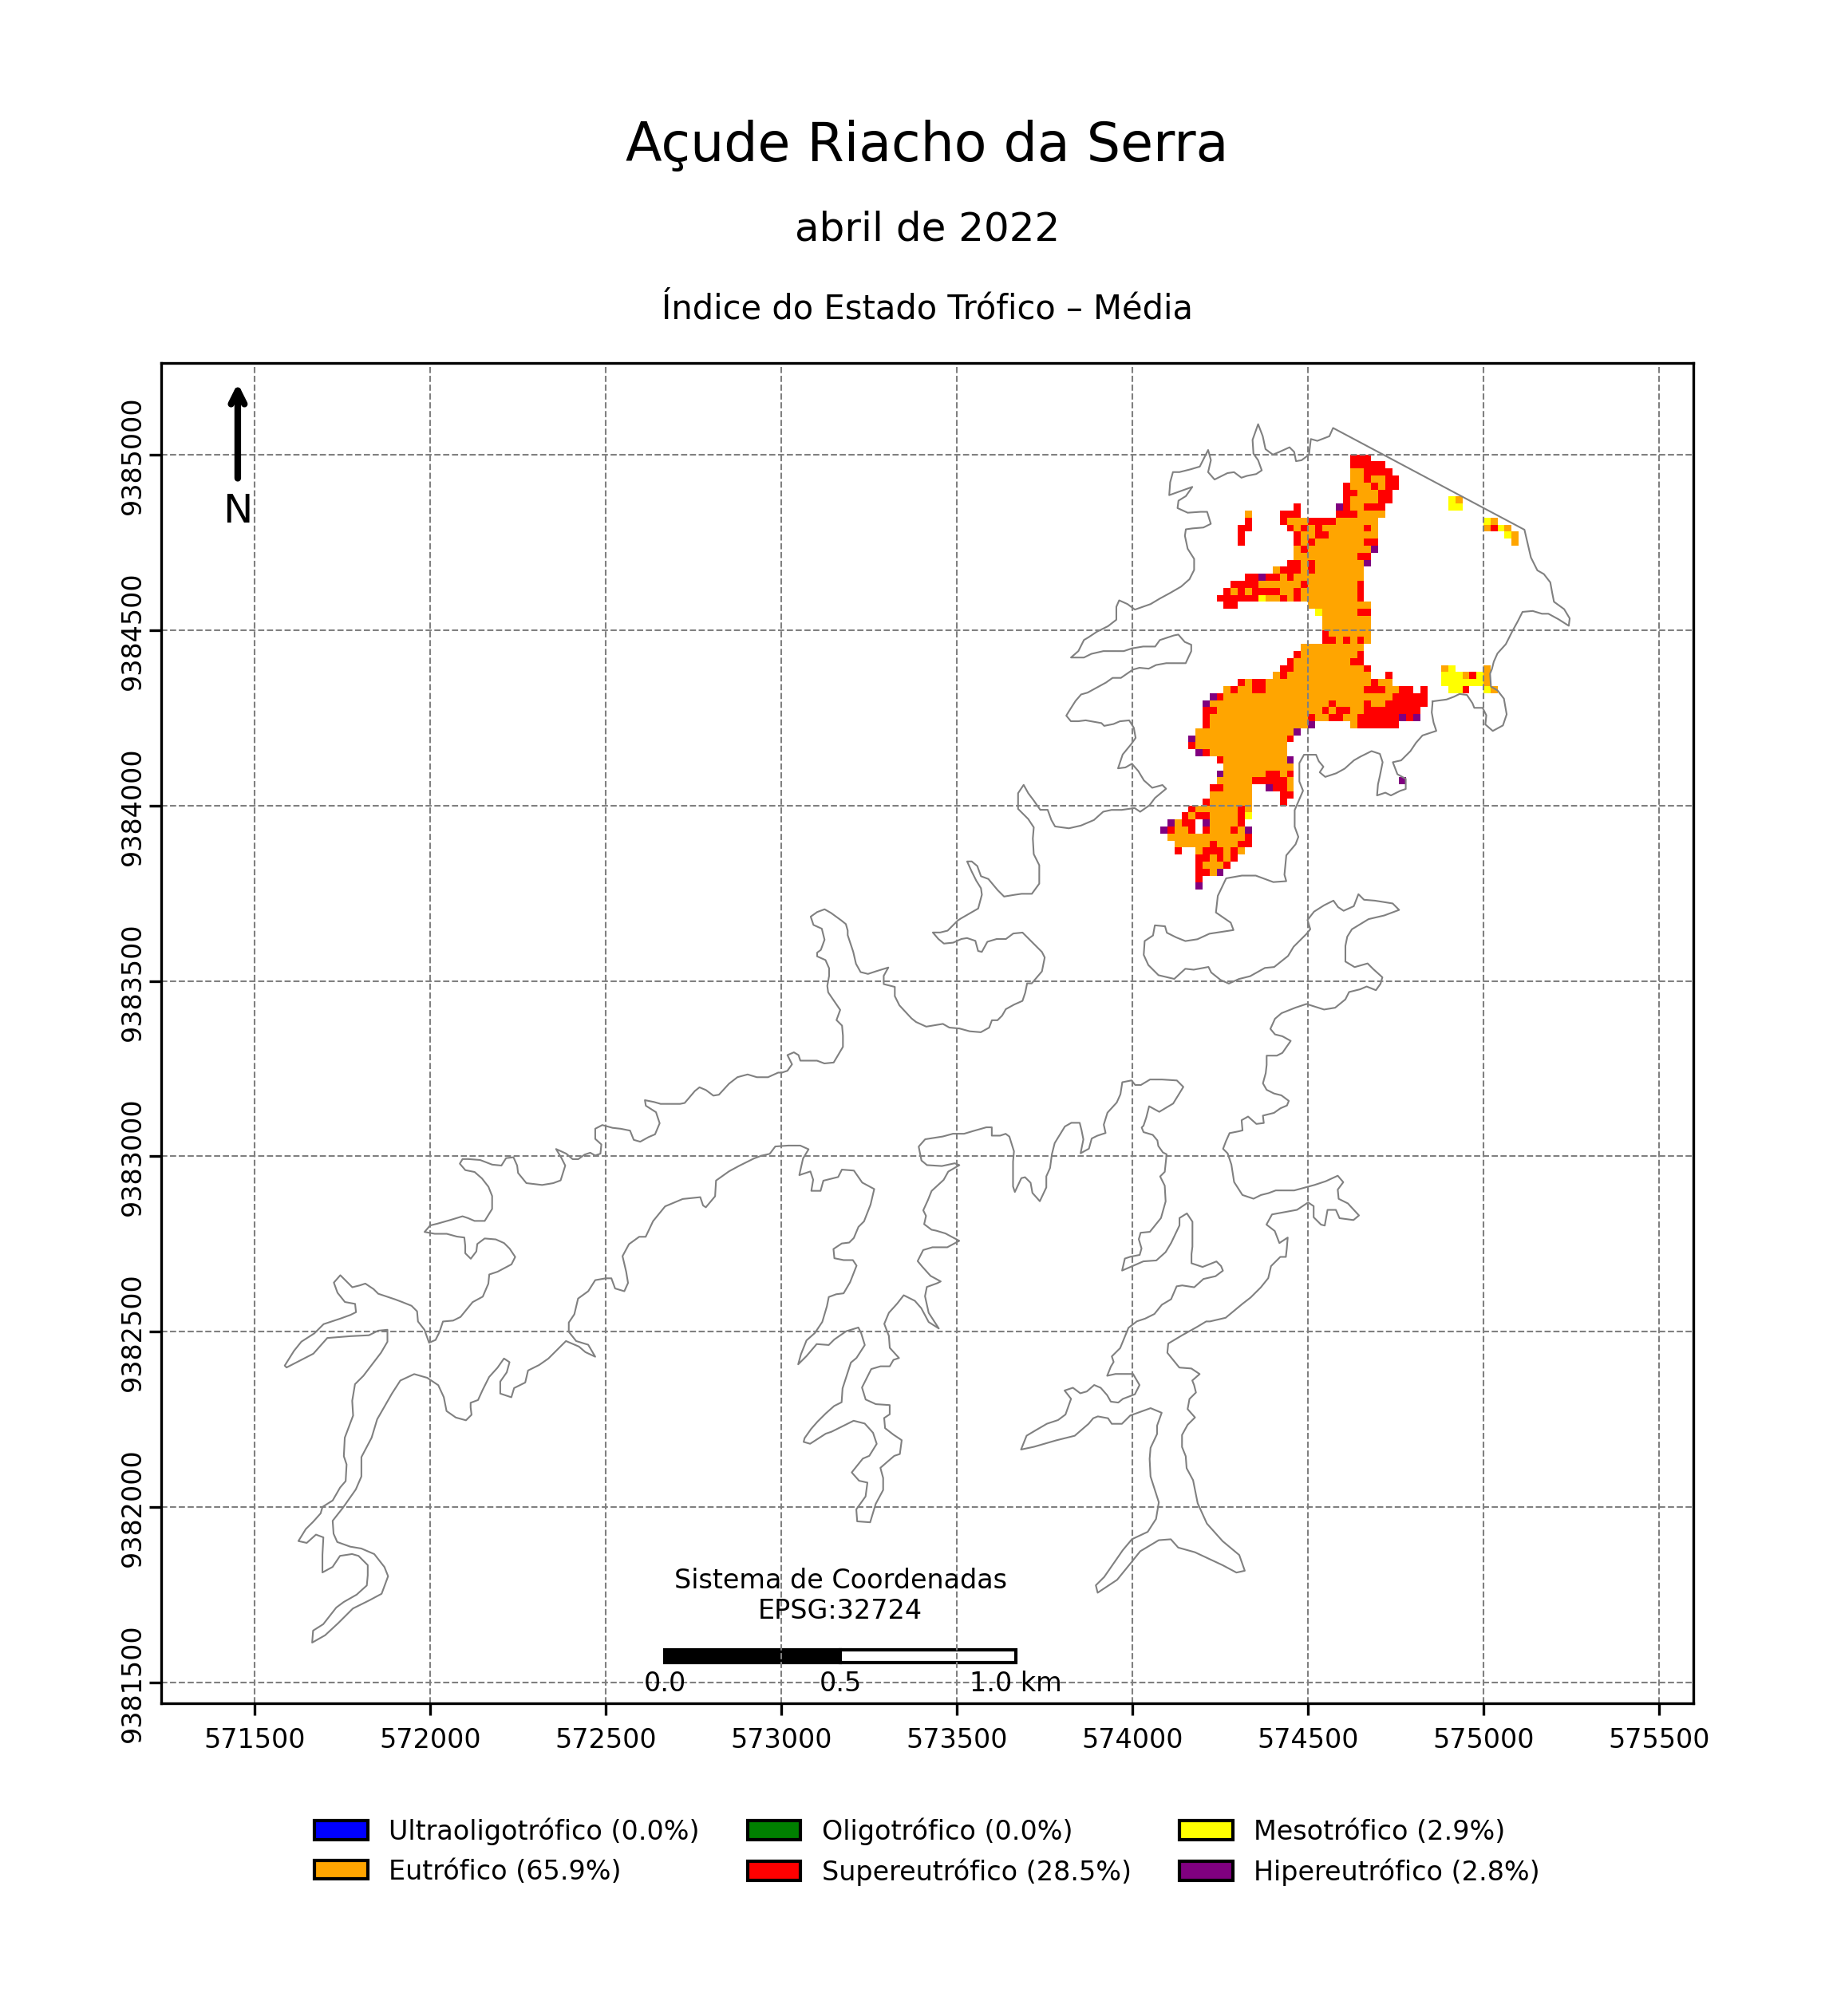 Açude Riacho da Serra
abril de 2022
Índice do Estado Trófico – Média
N
9385000
9384500
9384000
9383500
9383000
9382500
9382000
9381500
Sistema de Coordenadas
EPSG:32724
0.0 0.5 1.0 km
571500 572000 572500 573000 573500 574000 574500 575000 575500
Ultraoligotrófico (0.0%) Oligotrófico (0.0%) Mesotrófico (2.9%)
Eutrófico (65.9%) Supereutrófico (28.5%) Hipereutrófico (2.8%)